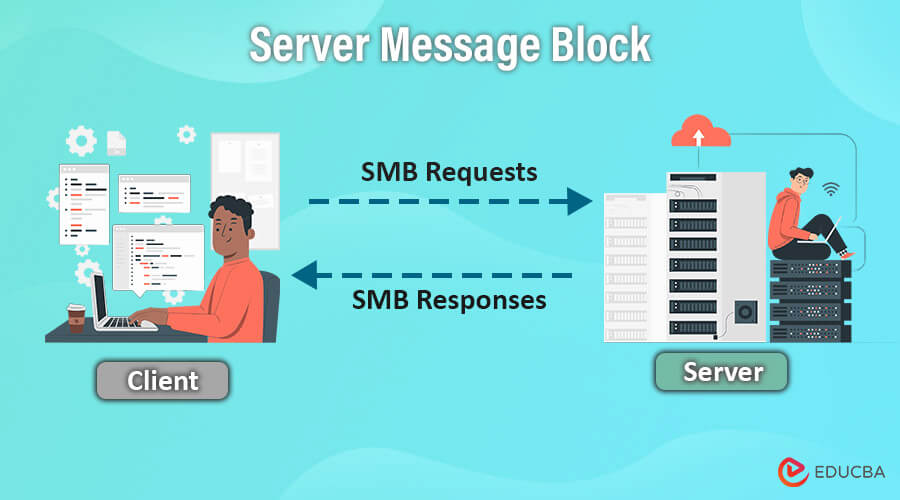 Server Message Block
SMB Requests
SMB Responses
Client
Server
EDUCBA